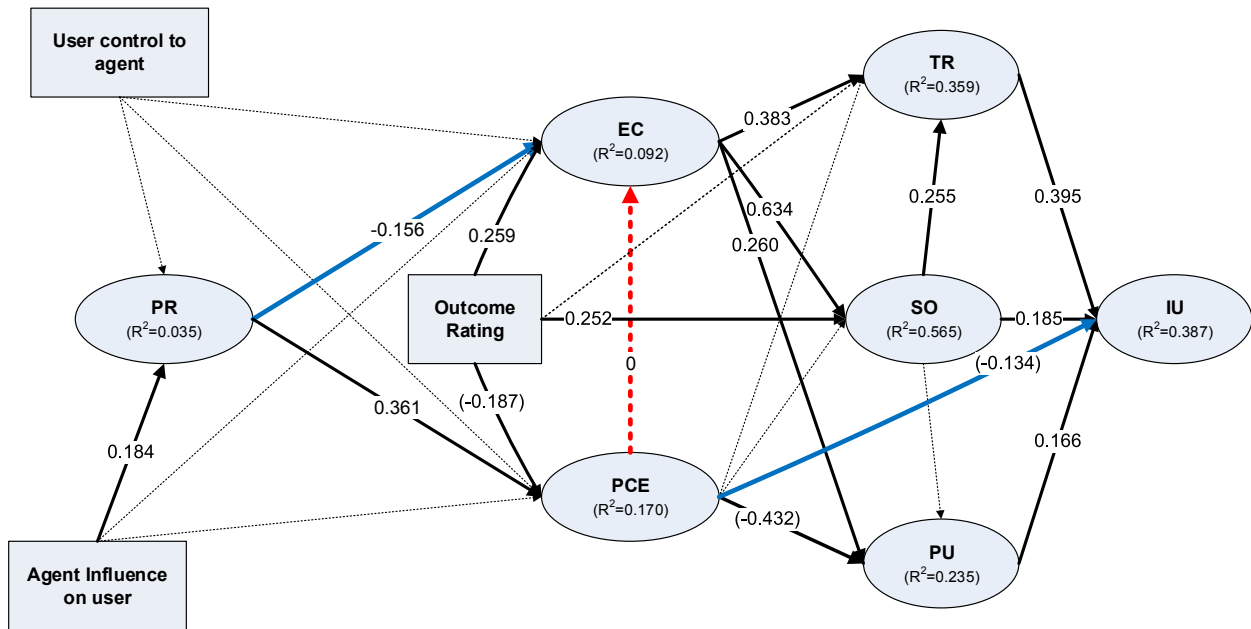 User control to
agent
TR
(R²=0.359)
EC
(R²=0.092)
0.383
0.634
0.255
0.395
-0.156
0.259
0.260
PR
(R²=0.035)
Outcome
Rating
0.252
SO
(R²=0.565)
0.185
IU
(R²=0.387)
0
(-0.134)
0.361
(-0.187)
0.184
0.166
PCE
(R²=0.170)
(-0.432)
PU
(R²=0.235)
Agent Influence
on user